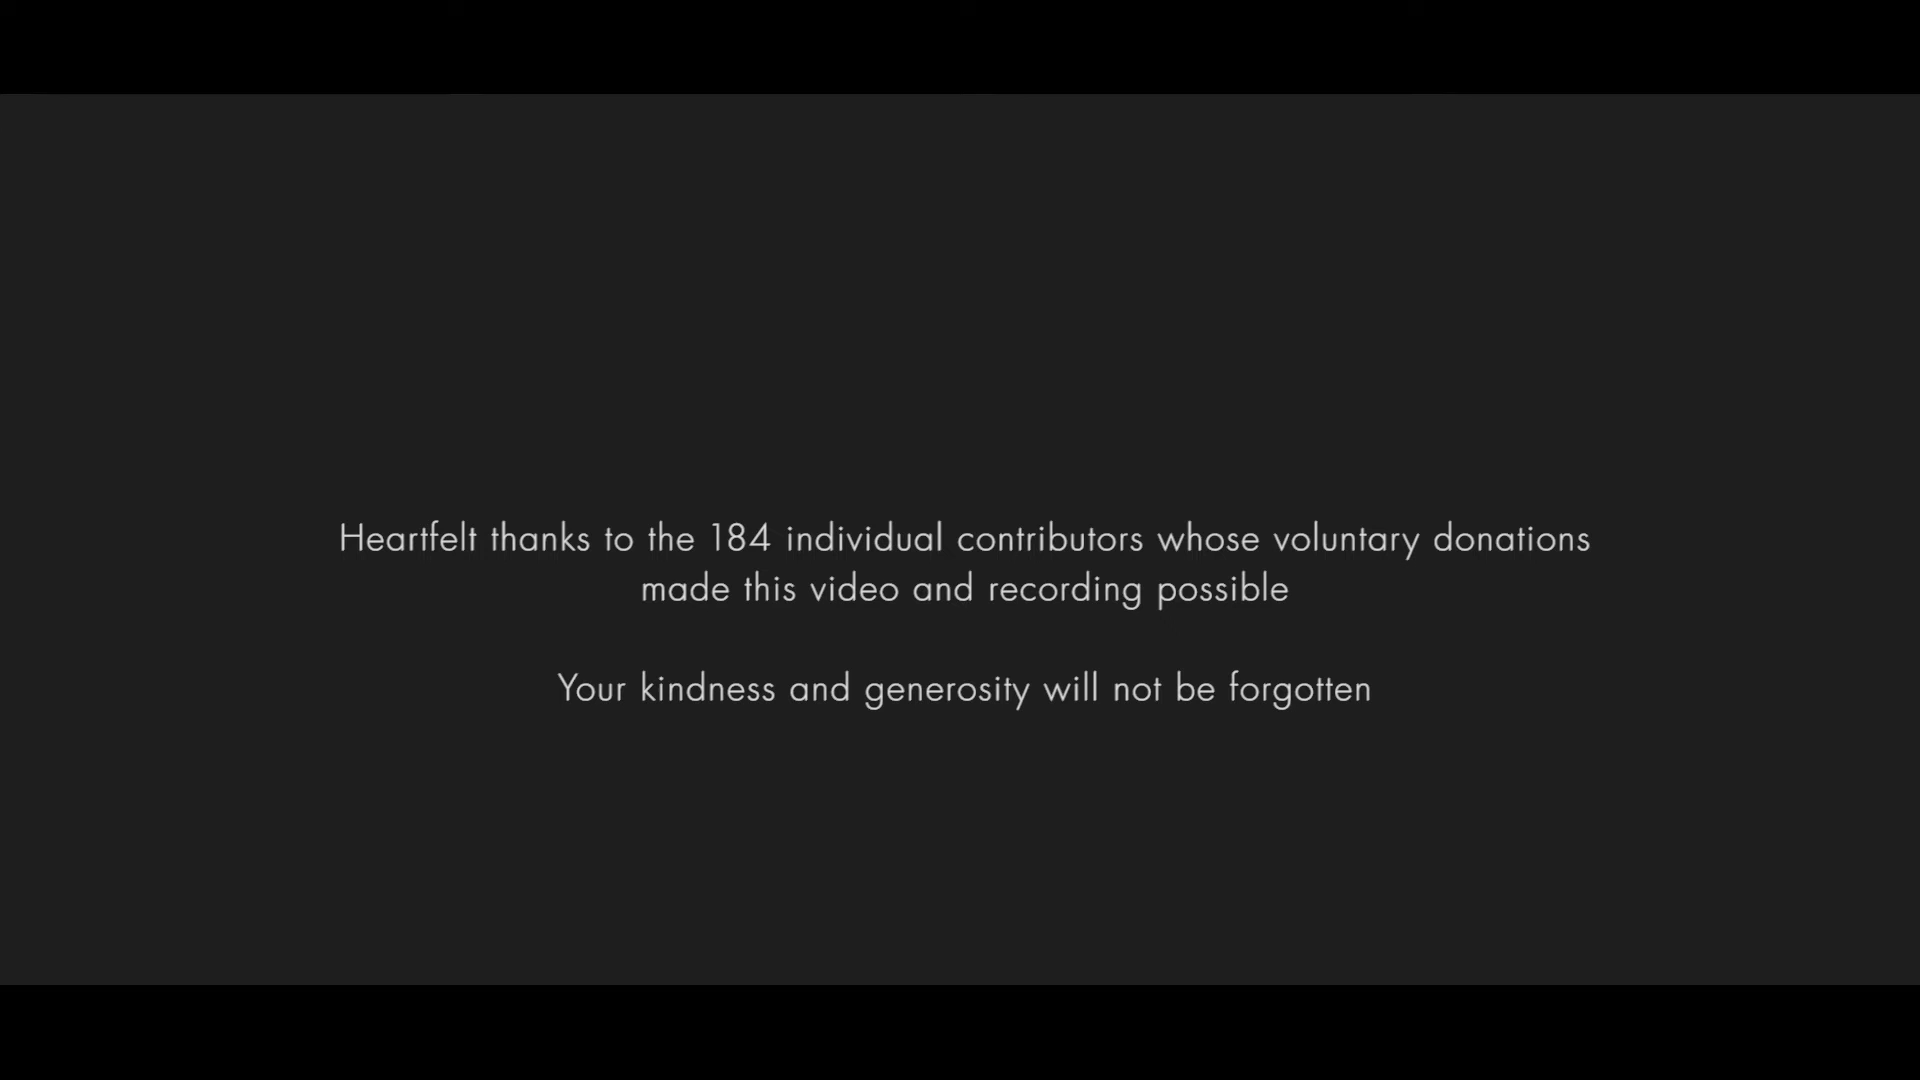 Heartfelt thanks to the 184 individual contributors whose voluntary donations
made this video and recording possible
Your kindness and generosity will not be forgotten